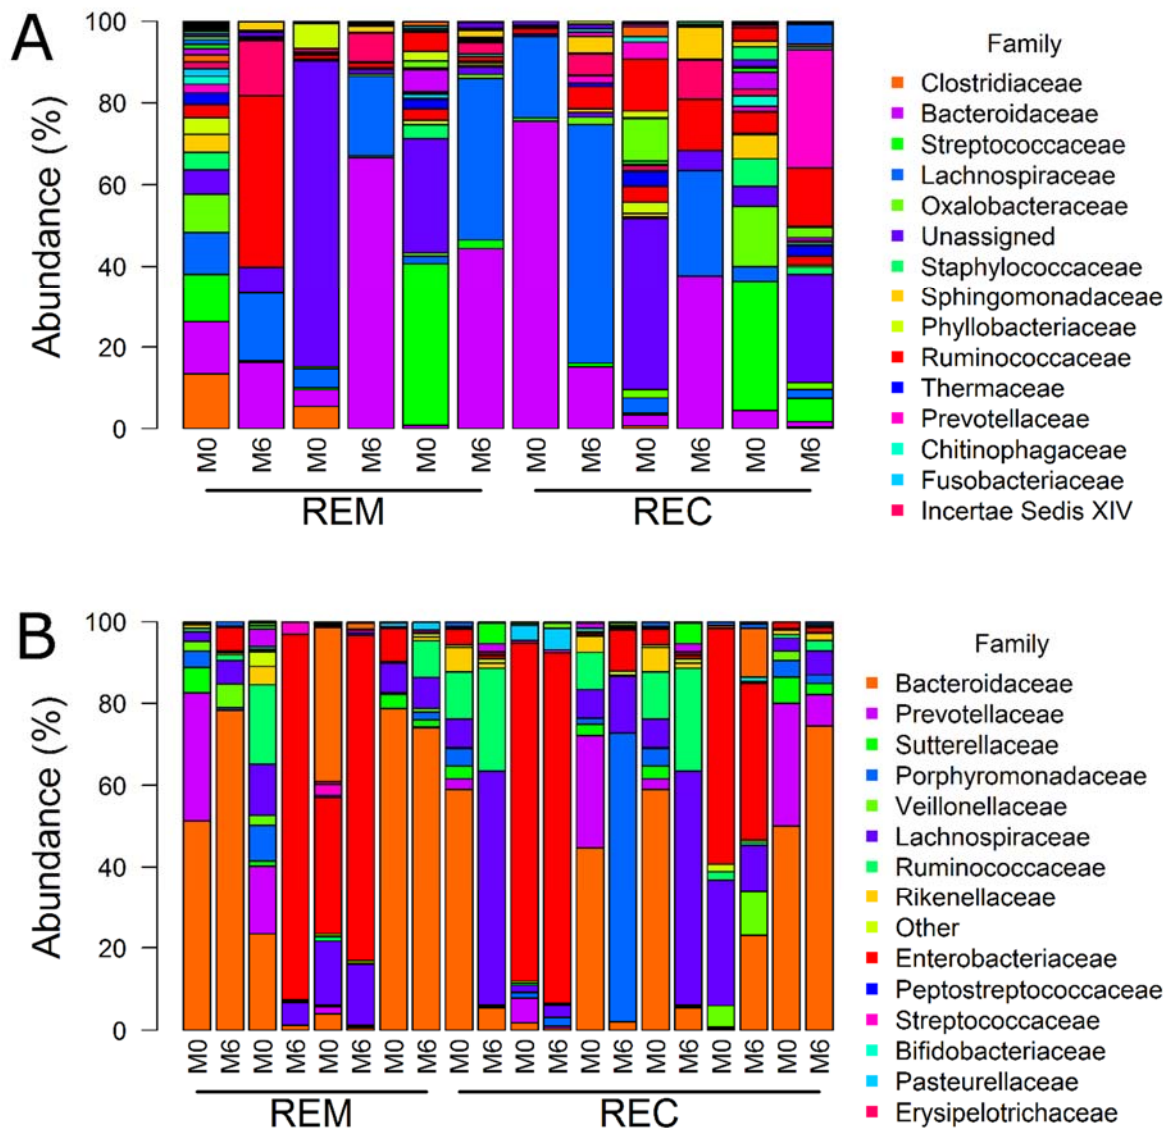 A
Abundance (%)
100
80
60
40
20
0
M0 M6 M0 M6 M0 M6 M0 M6 M0 M6 M0 M6
REM REC
Family
Clostridiaceae
Bacteroidaceae
Streptococcaceae
Lachnospiraceae
Oxalobacteraceae
Unassigned
Staphylococcaceae
Sphingomonadaceae
Phyllobacteriaceae
Ruminococcaceae
Thermaceae
Prevotellaceae
Chitinophagaceae
Fusobacteriaceae
Incertae Sedis XIV
B
Abundance (%)
100
80
60
40
20
0
M0 M6 M0 M6 M0 M6 M0 M6 M0 M6 M0 M6 M0 M6 M0 M6 M0 M6 M0 M6
REM REC
Family
Bacteroidaceae
Prevotellaceae
Sutterellaceae
Porphyromonadaceae
Veillonellaceae
Lachnospiraceae
Ruminococcaceae
Rikenellaceae
Other
Enterobacteriaceae
Peptostreptococcaceae
Streptococcaceae
Bifidobacteriaceae
Pasteurellaceae
Erysipelotrichaceae